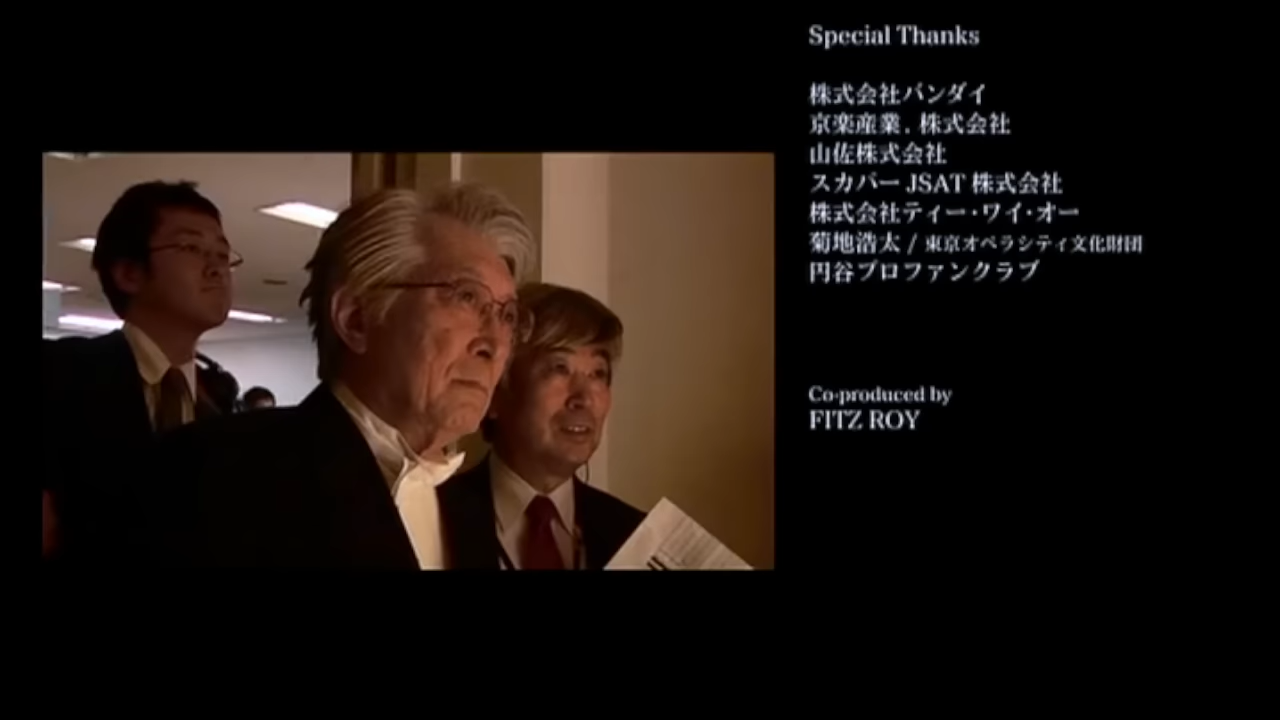 Special Thanks
株式会社バンダイ
京楽産業．株式会社
山佐株式会社
スカパー JSAT 株式会社
株式会社ティー・ワイ・オー
菊地浩太 / 東京オペラシティ文化財団
円谷プロファンクラブ
Co-produced by
FITZ ROY